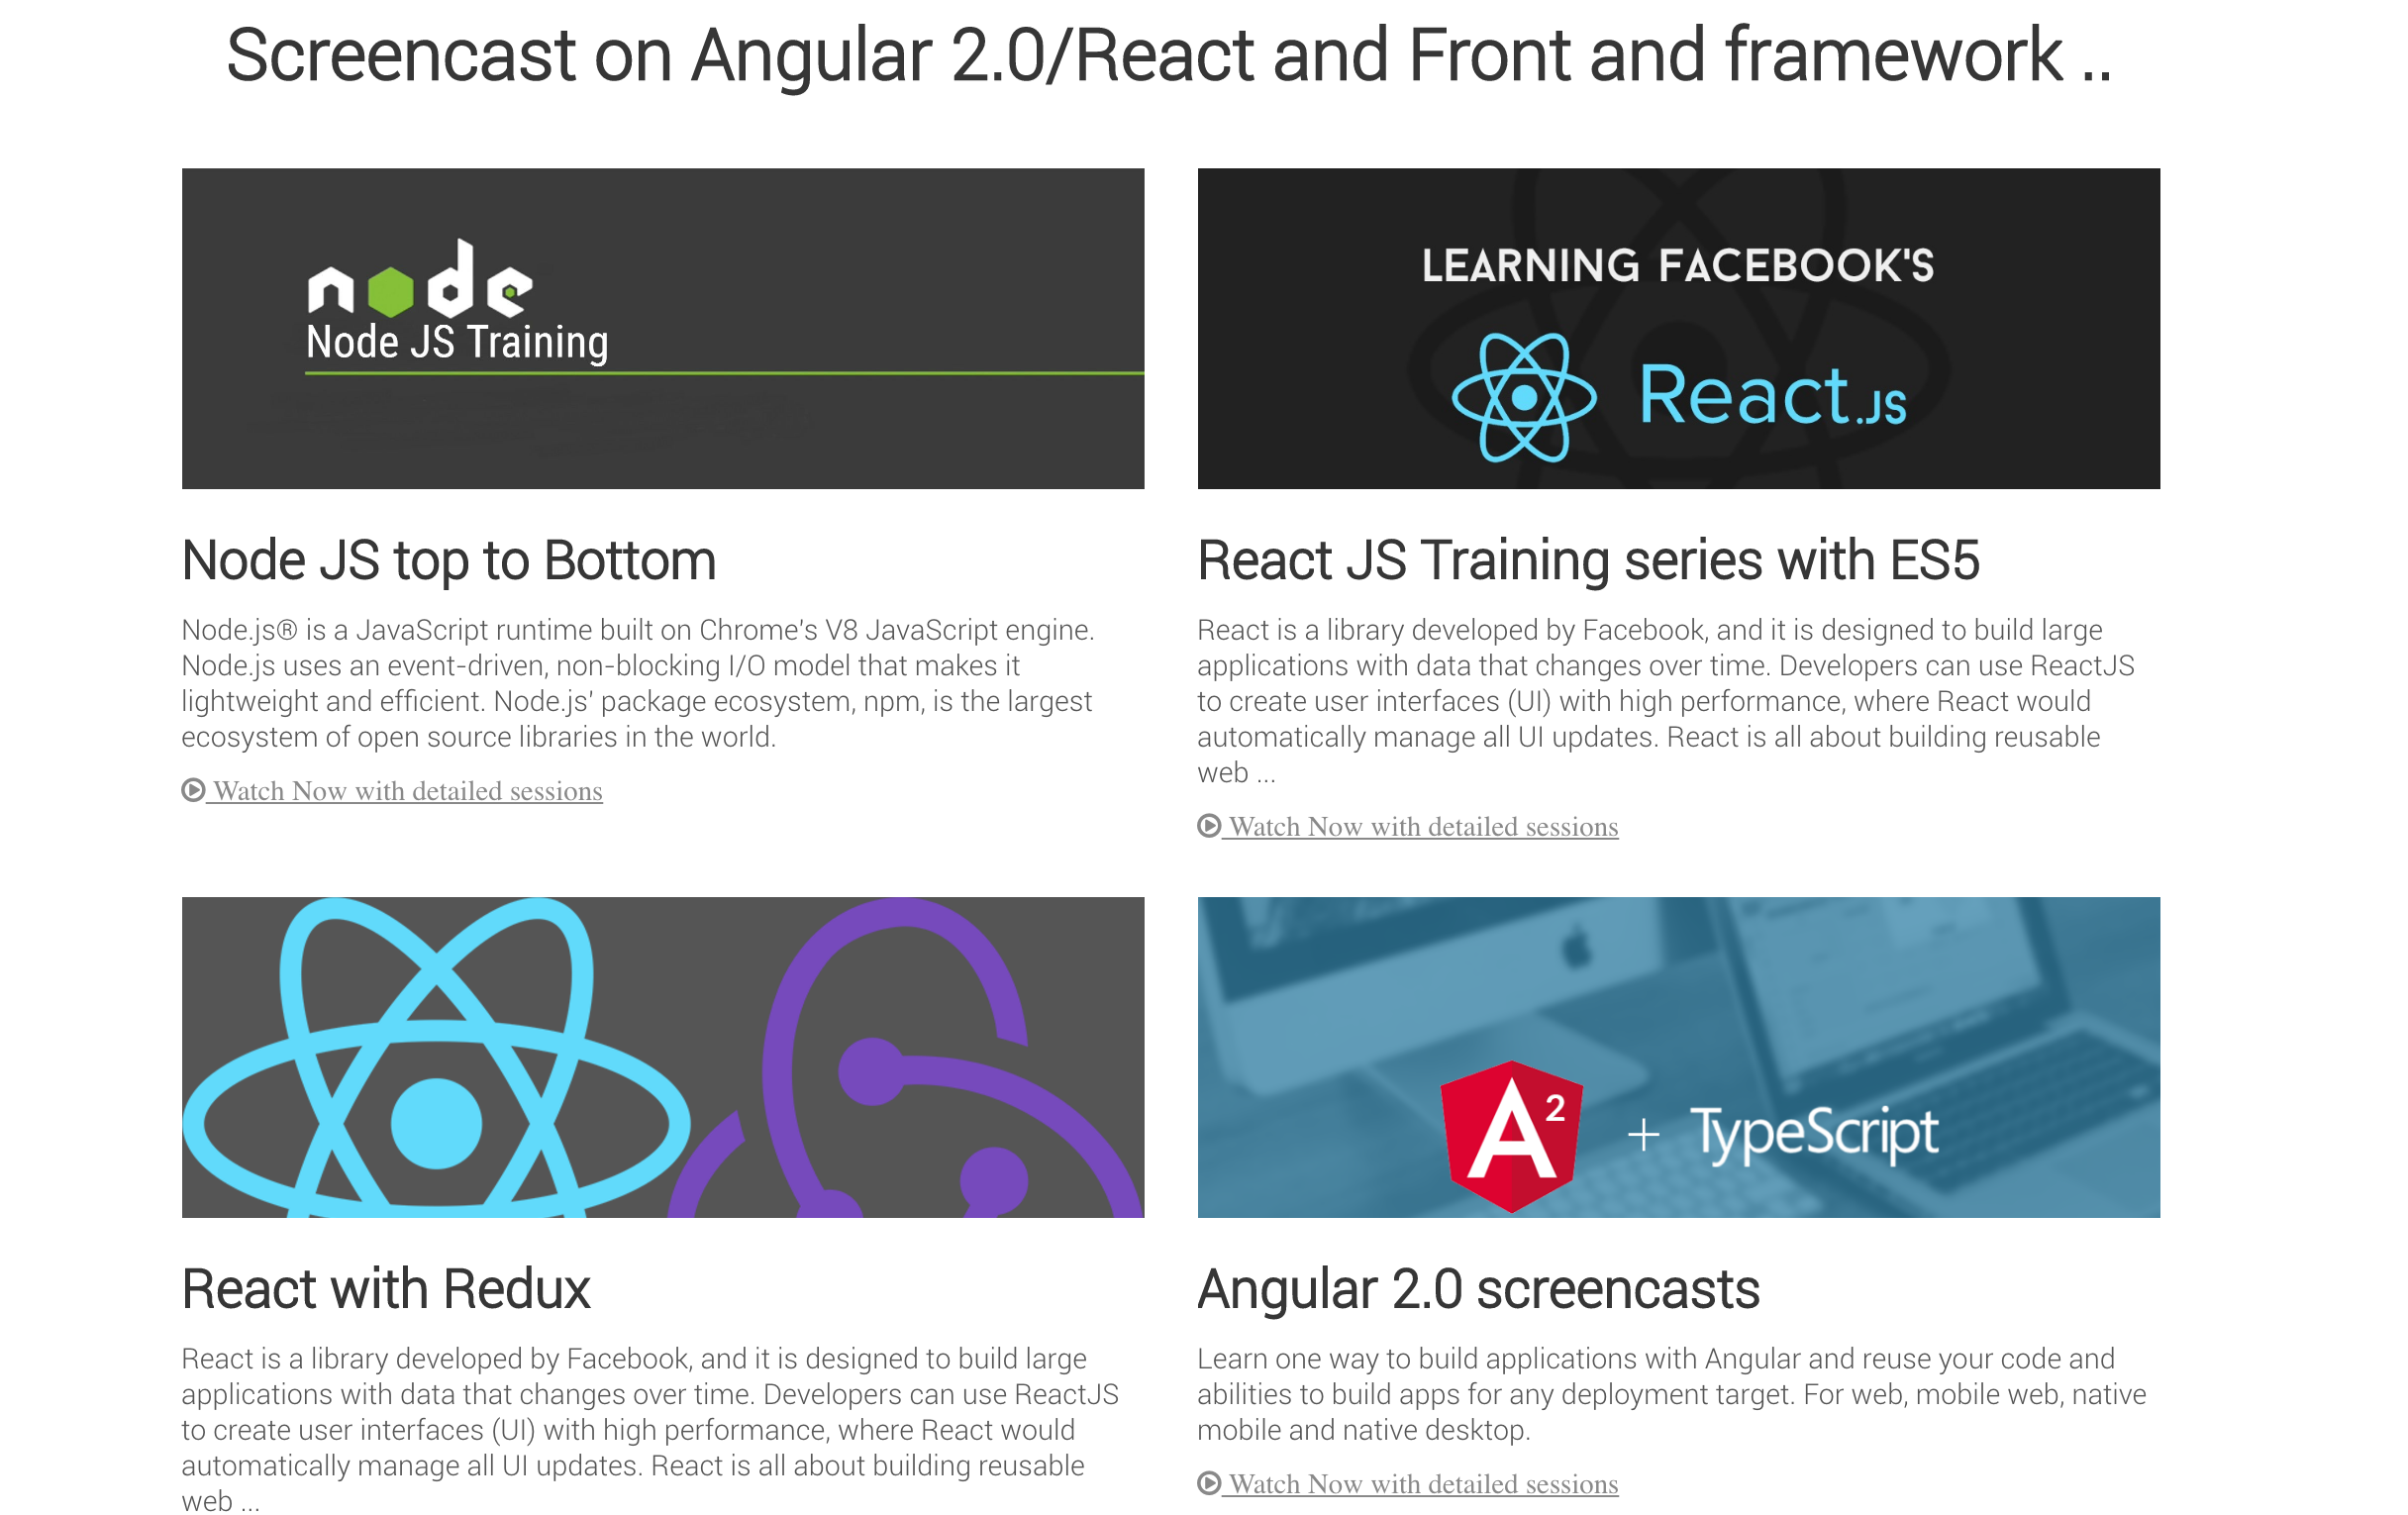 Screencast on Angular 2.0/React and Front and framework ..
node
Node JS Training
LEARNING FACEBOOK'S
React.JS
Node JS top to Bottom
Node.js® is a JavaScript runtime built on Chrome's V8 JavaScript engine.
Node.js uses an event-driven, non-blocking I/O model that makes it
lightweight and efficient. Node.js' package ecosystem, npm, is the largest
ecosystem of open source libraries in the world.
Watch Now with detailed sessions
React JS Training series with ES5
React is a library developed by Facebook, and it is designed to build large
applications with data that changes over time. Developers can use ReactJS
to create user interfaces (UI) with high performance, where React would
automatically manage all UI updates. React is all about building reusable
web ...
Watch Now with detailed sessions
A2 + TypeScript
React with Redux
React is a library developed by Facebook, and it is designed to build large
applications with data that changes over time. Developers can use ReactJS
to create user interfaces (UI) with high performance, where React would
automatically manage all UI updates. React is all about building reusable
web ...
Angular 2.0 screencasts
Learn one way to build applications with Angular and reuse your code and
abilities to build apps for any deployment target. For web, mobile web, native
mobile and native desktop.
Watch Now with detailed sessions